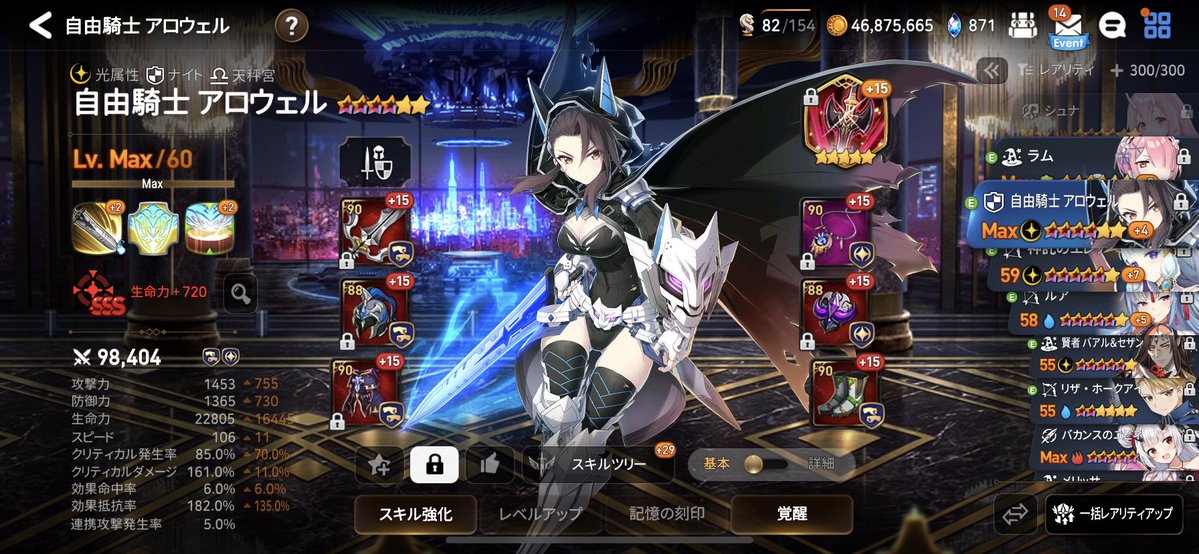 自由騎士 アロウェル
?
82/154
46,875,665
871
14
Event
光属性 ナイト 天秤宮
自由騎士 アロウェル
Lv. Max/60
Max
+2
+2
SSS
生命力+720
98,404
攻撃力 1453 755
防御力 1365 730
生命力 22805 16445
スピード 106 11
クリティカル発生率 85.0% 70.0%
クリティカルダメージ 161.0% 11.0%
効果命中率 6.0% 6.0%
効果抵抗率 182.0% 135.0%
連携攻撃発生率 5.0%
90 +15
88 +15
90 +15
+15
90 +15
88 +15
90 +15
スキルツリー +29
基本 詳細
スキル強化
レベルアップ
記憶の刻印
覚醒
レアリティ
300/300
シュナ
E ラム
E 自由騎士 アロウェル
Max +4
E
59 +7
E ルア
58 +5
E 賢者 バアル&セザン
55
E リザ・ホークアイ
55
バカンスの
Max
メリッサ
一括レアリティアップ